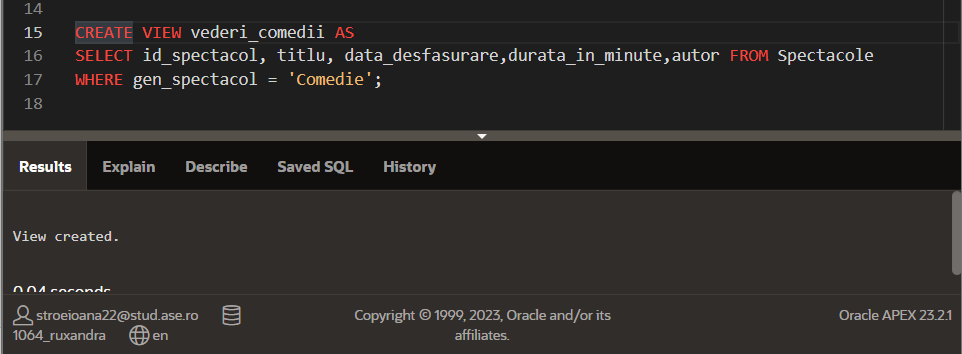 14
15 CREATE VIEW vederi_comedii AS
16 SELECT id_spectacol, titlu, data_desfasurare,durata_in_minute,autor FROM Spectacole
17 WHERE gen_spectacol = 'Comedie';
18
Results Explain Describe Saved SQL History
View created.
0.04 seconds
stroeioana22@stud.ase.ro
1064_ruxandra en
Copyright © 1999, 2023, Oracle and/or its
affiliates.
Oracle APEX 23.2.1